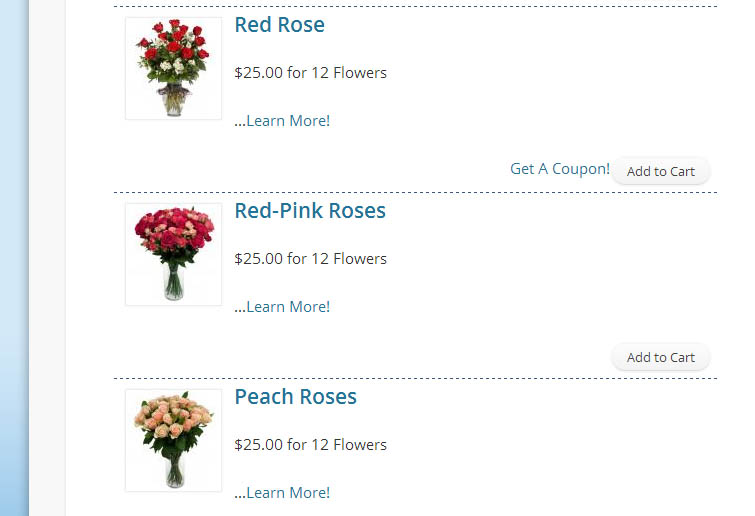 Red Rose
$25.00 for 12 Flowers
...Learn More!
Get A Coupon! Add to Cart
Red-Pink Roses
$25.00 for 12 Flowers
...Learn More!
Add to Cart
Peach Roses
$25.00 for 12 Flowers
...Learn More!